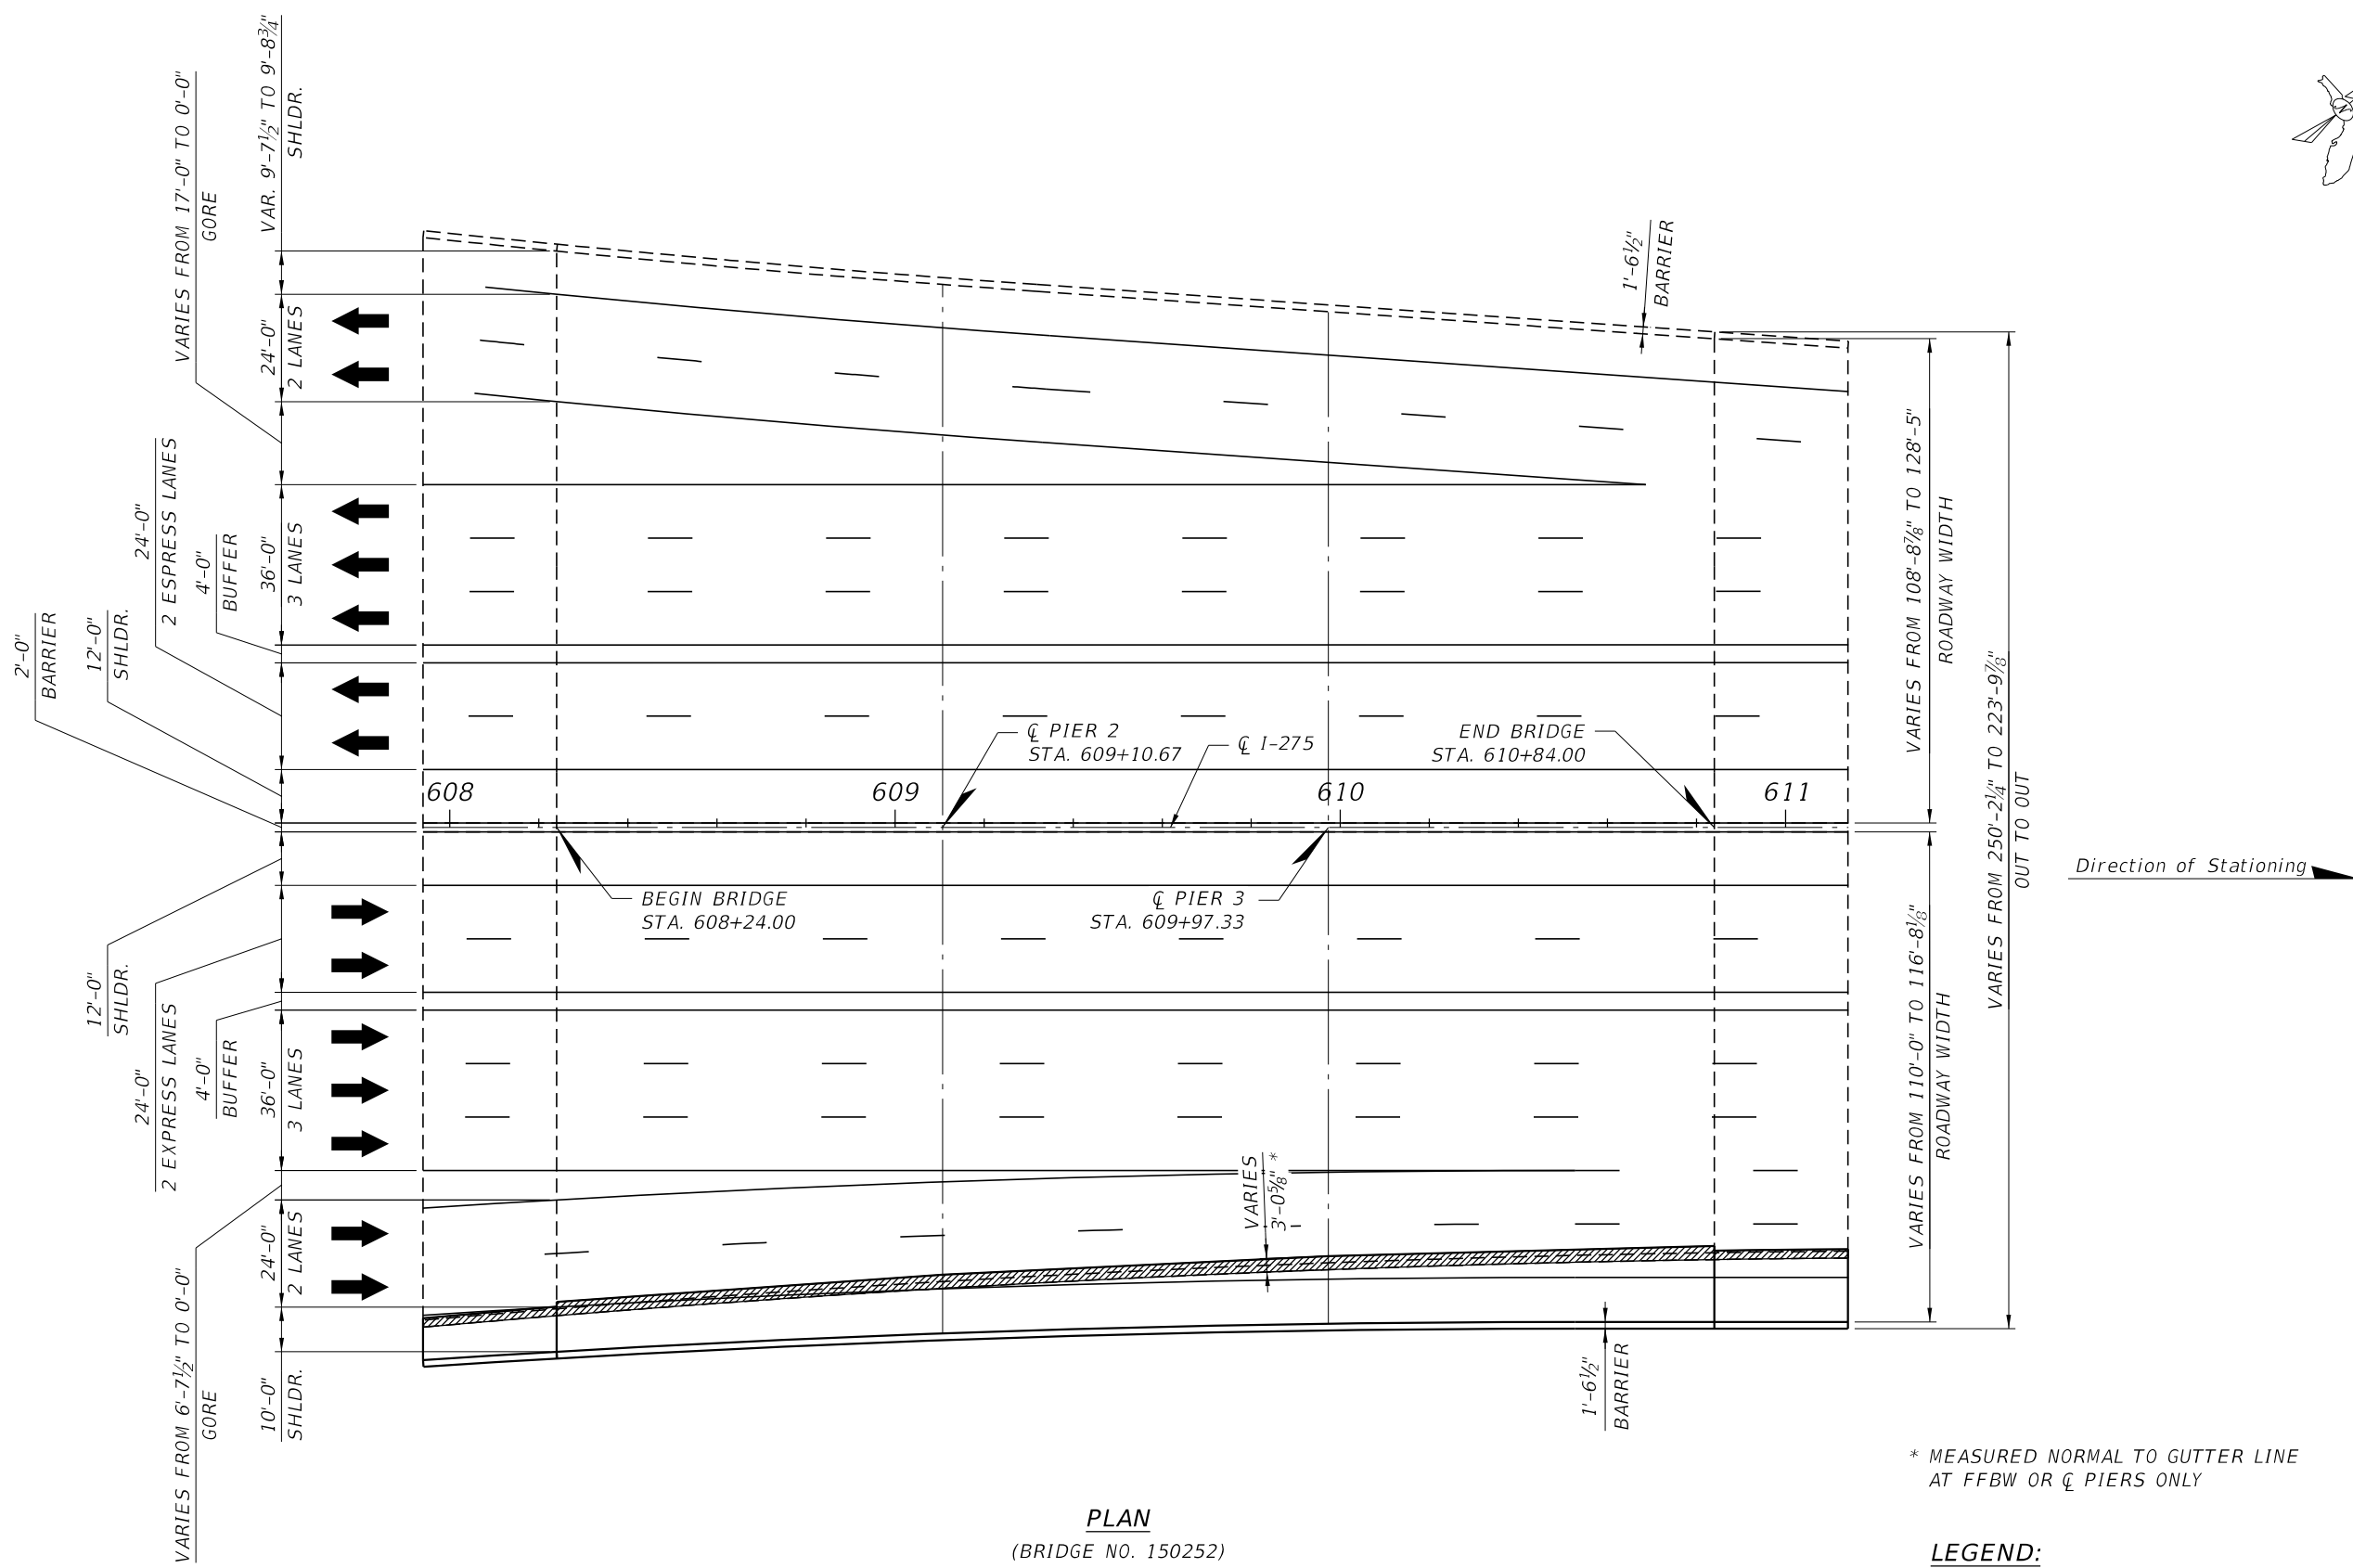 VARIES FROM 17'-0" TO 0'-0"
GORE
VAR. 9'-7½" TO 9'-8¾"
SHLDR.
24'-0"
2 LANES
24'-0"
2 ESPRESS LANES
4'-0"
BUFFER
36'-0"
3 LANES
2'-0"
BARRIER
12'-0"
SHLDR.
12'-0"
SHLDR.
24'-0"
2 EXPRESS LANES
4'-0"
BUFFER
36'-0"
3 LANES
24'-0"
2 LANES
VARIES FROM 6'-7½" TO 0'-0"
GORE
10'-0"
SHLDR.
1'-6½"
BARRIER
℄ PIER 2
STA. 609+10.67
℄ I-275
END BRIDGE
STA. 610+84.00
608
609
610
611
BEGIN BRIDGE
STA. 608+24.00
℄ PIER 3
STA. 609+97.33
VARIES
3'-0⅝" *
1'-6½"
BARRIER
VARIES FROM 108'-8⅞" TO 128'-5"
ROADWAY WIDTH
VARIES FROM 110'-0" TO 116'-8⅛"
ROADWAY WIDTH
VARIES FROM 250'-2¼" TO 223'-9⅞"
OUT TO OUT
N
Direction of Stationing
* MEASURED NORMAL TO GUTTER LINE
AT FFBW OR ℄ PIERS ONLY
PLAN
(BRIDGE NO. 150252)
LEGEND: